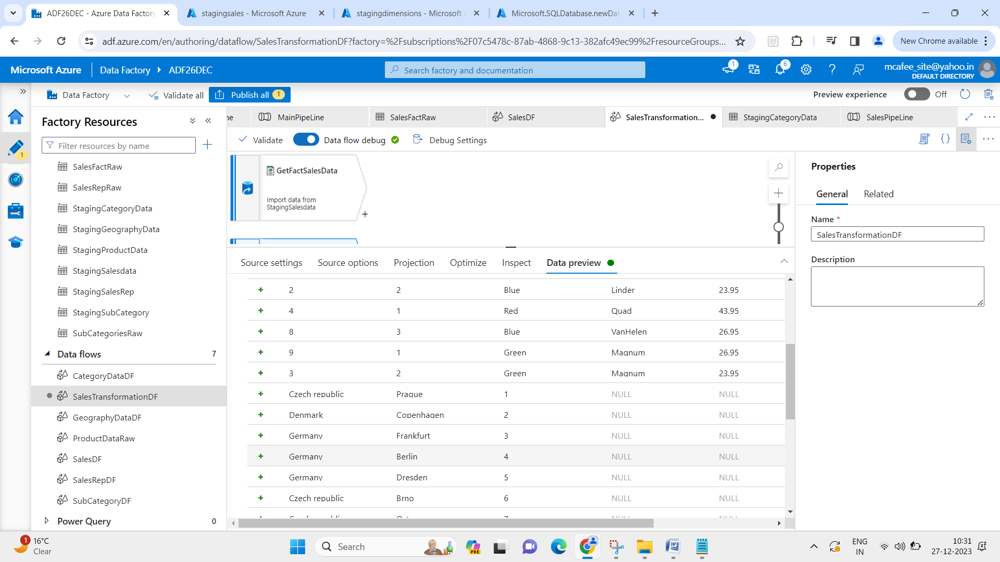 ADF26DEC - Azure Data Factory
stagingsales - Microsoft Azure
stagingdimensions - Microsoft
Microsoft.SQLDatabase.newDat
adf.azure.com/en/authoring/dataflow/SalesTransformationDF?factory=%2Fsubscriptions%2F07c5478c-87ab-4868-9c13-382afc49ec99%2FresourceGroups...
New Chrome available
Microsoft Azure
Data Factory
ADF26DEC
Search factory and documentation
1
6
mcafee_site@yahoo.in
DEFAULT DIRECTORY
Data Factory
Validate all
Publish all 1
Preview experience
Off
Factory Resources
ne
MainPipeLine
SalesFactRaw
SalesDF
SalesTransformation...
StagingCategoryData
SalesPipeLine
1
Filter resources by name
Validate
Data flow debug
Debug Settings
SalesFactRaw
SalesRepRaw
StagingCategoryData
StagingGeographyData
StagingProductData
StagingSalesdata
StagingSalesRep
StagingSubCategory
SubCategoriesRaw
Data flows 7
CategoryDataDF
SalesTransformationDF
GeographyDataDF
ProductDataRaw
SalesDF
SalesRepDF
SubCategoryDF
Power Query 0
GetFactSalesData
Import data from
StagingSalesdata
Source settings
Source options
Projection
Optimize
Inspect
Data preview
2 2 Blue Linder 23.95
4 1 Red Quad 43.95
8 3 Blue VanHelen 26.95
9 1 Green Magnum 26.95
3 2 Green Magnum 23.95
Czech republic Prague 1 NULL NULL
Denmark Copenhagen 2 NULL NULL
Germany Frankfurt 3 NULL NULL
Germany Berlin 4 NULL NULL
Germany Dresden 5 NULL NULL
Czech republic Brno 6 NULL NULL
Properties
General
Related
Name *
SalesTransformationDF
Description
1
16°C
Clear
Search
PRE
ENG
IN
10:31
27-12-2023